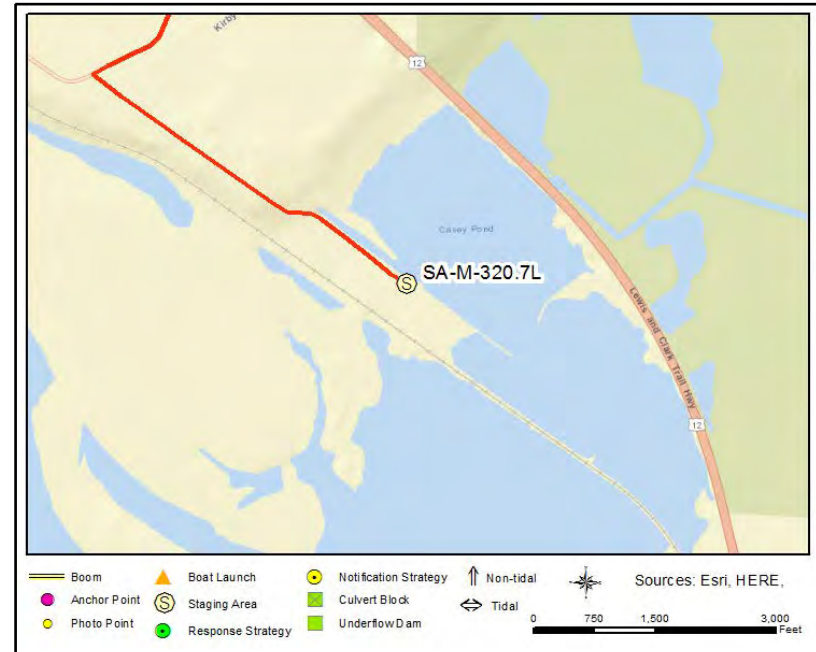 Kirby
12
Casey Pond
SA-M-320.7L
S
Lewis and Clark Trail Hwy
12
Boom
Boat Launch
Notification Strategy
Non-tidal
Sources: Esri, HERE,
Anchor Point
S Staging Area
Culvert Block
Tidal
Photo Point
Response Strategy
Underflow Dam
0 750 1,500 3,000
Feet